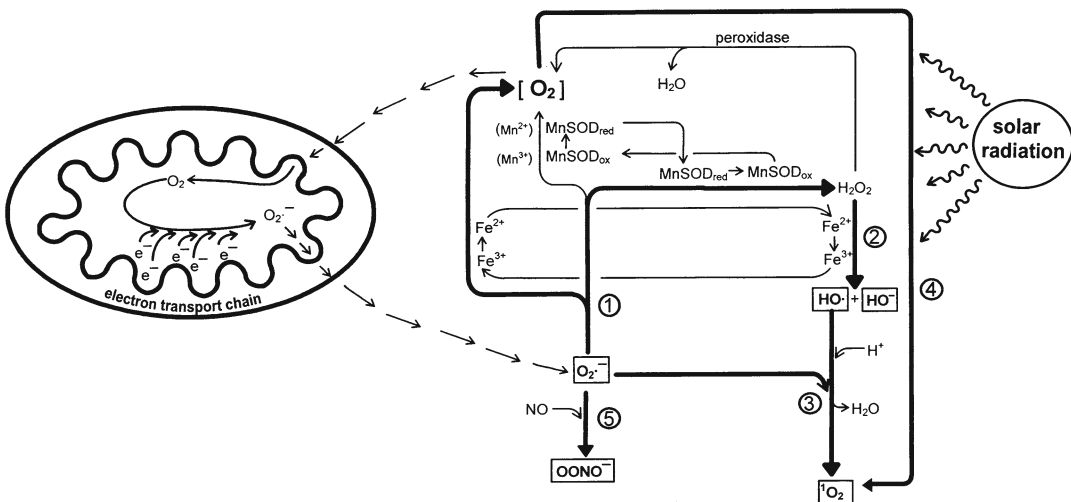 peroxidase
H₂O
[ O₂ ]
solar
radiation
(Mn²⁺) MnSODred
(Mn³⁺) MnSODox
MnSODred MnSODox
H₂O₂
O₂
O₂·⁻
e⁻ e⁻ e⁻
e⁻ e⁻
electron transport chain
Fe²⁺
Fe³⁺
Fe²⁺
Fe³⁺
②
①
④
HO· + HO⁻
H⁺
O₂·⁻
③
H₂O
NO
⑤
OONO⁻
¹O₂